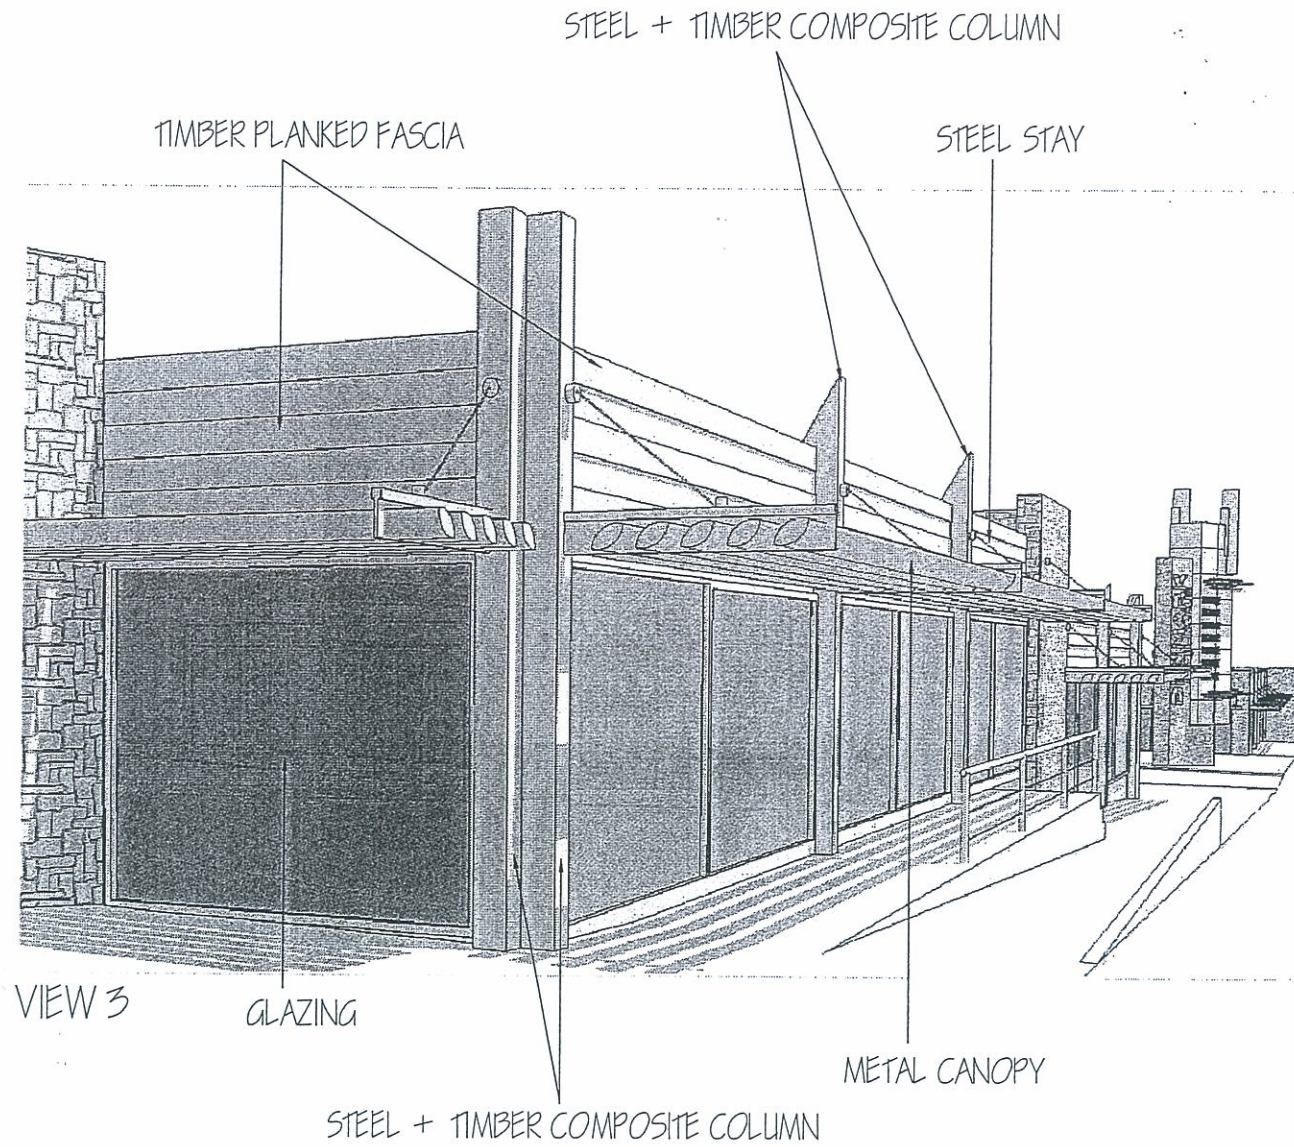 STEEL + TIMBER COMPOSITE COLUMN
TIMBER PLANKED FASCIA
STEEL STAY
VIEW 3
GLAZING
METAL CANOPY
STEEL + TIMBER COMPOSITE COLUMN